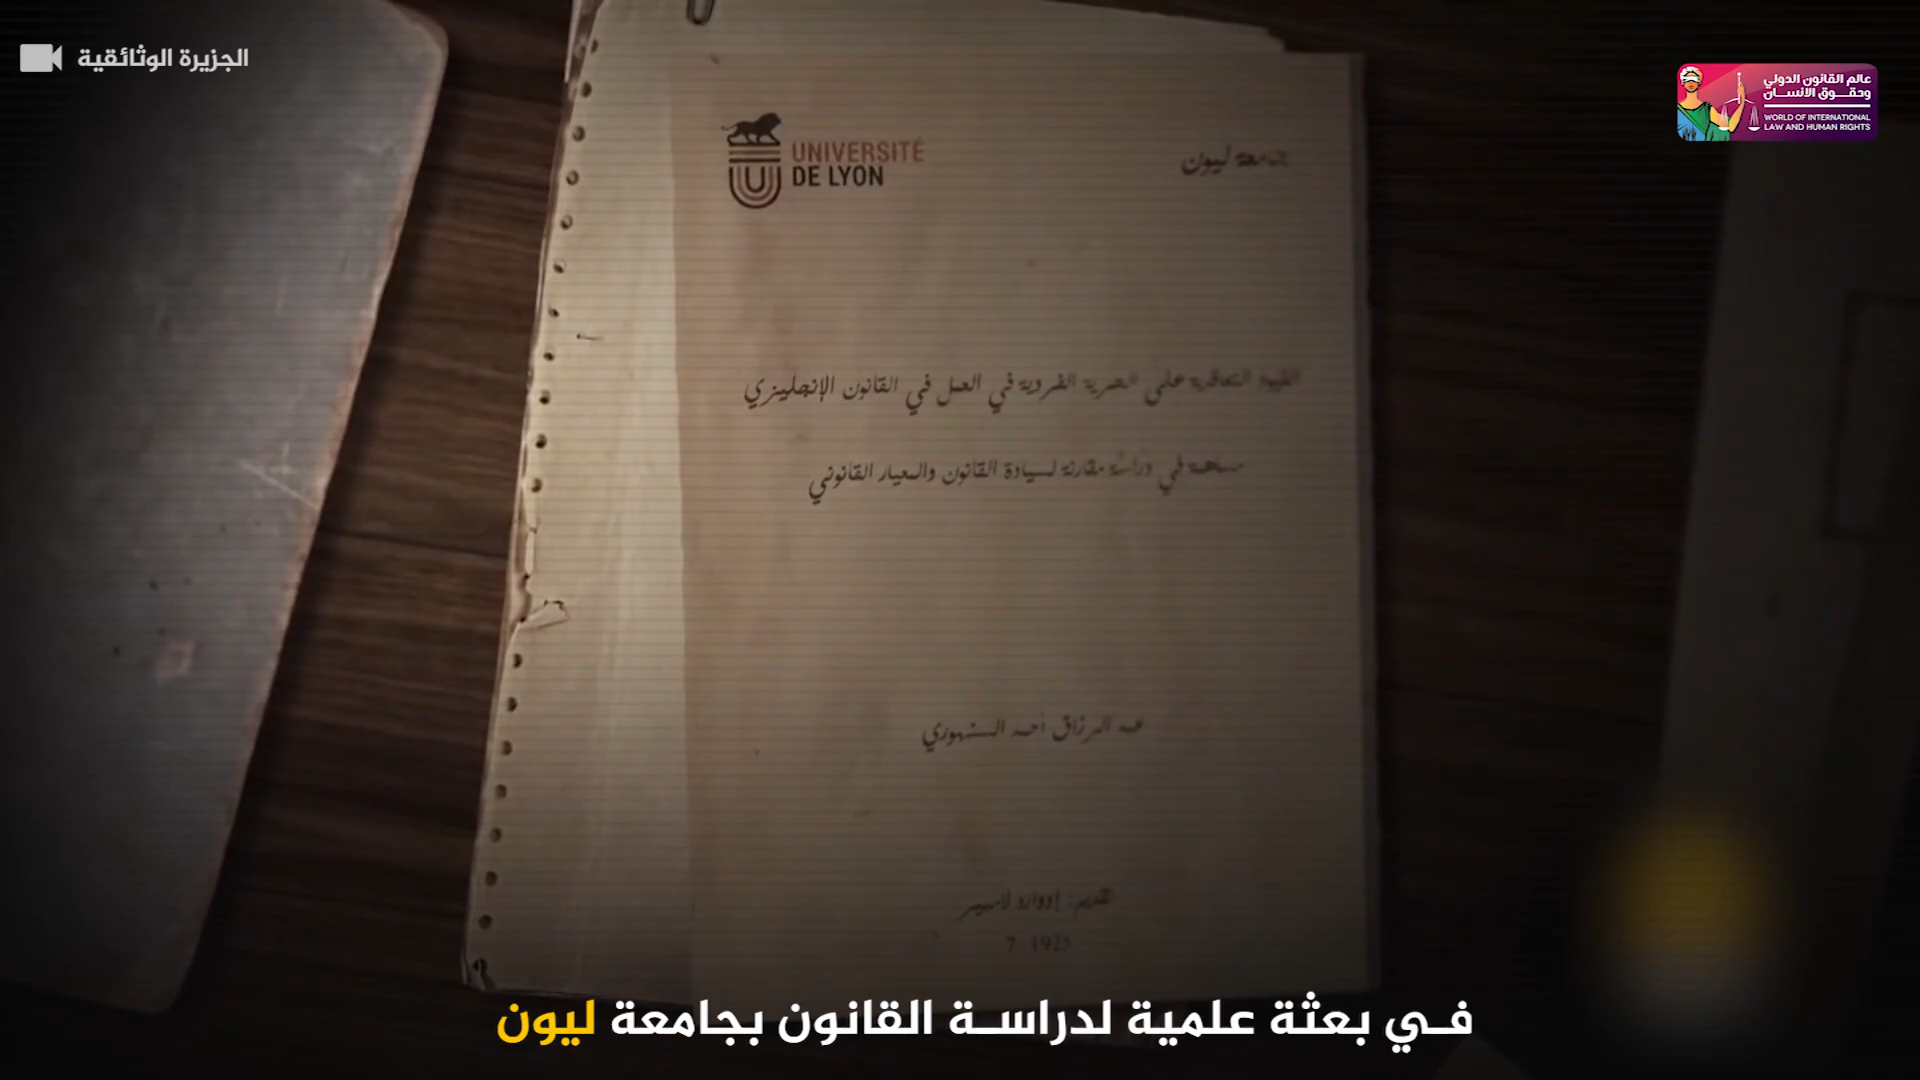 الجزيرة الوثائقية
عالم القانون الدولي
وحقوق الانسان
WORLD OF INTERNATIONAL
LAW AND HUMAN RIGHTS
UNIVERSITÉ
DE LYON
جامعة ليون
القيود التعاقدية على الحرية الفردية في العمل في القانون الإنجليزي
مساهمة في دراسة مقارنة لسيادة القانون والمعيار القانوني
عبد الرزاق أحمد السنهوري
تقديم: إدوارد لامبير
في بعثة علمية لدراسة القانون بجامعة ليون